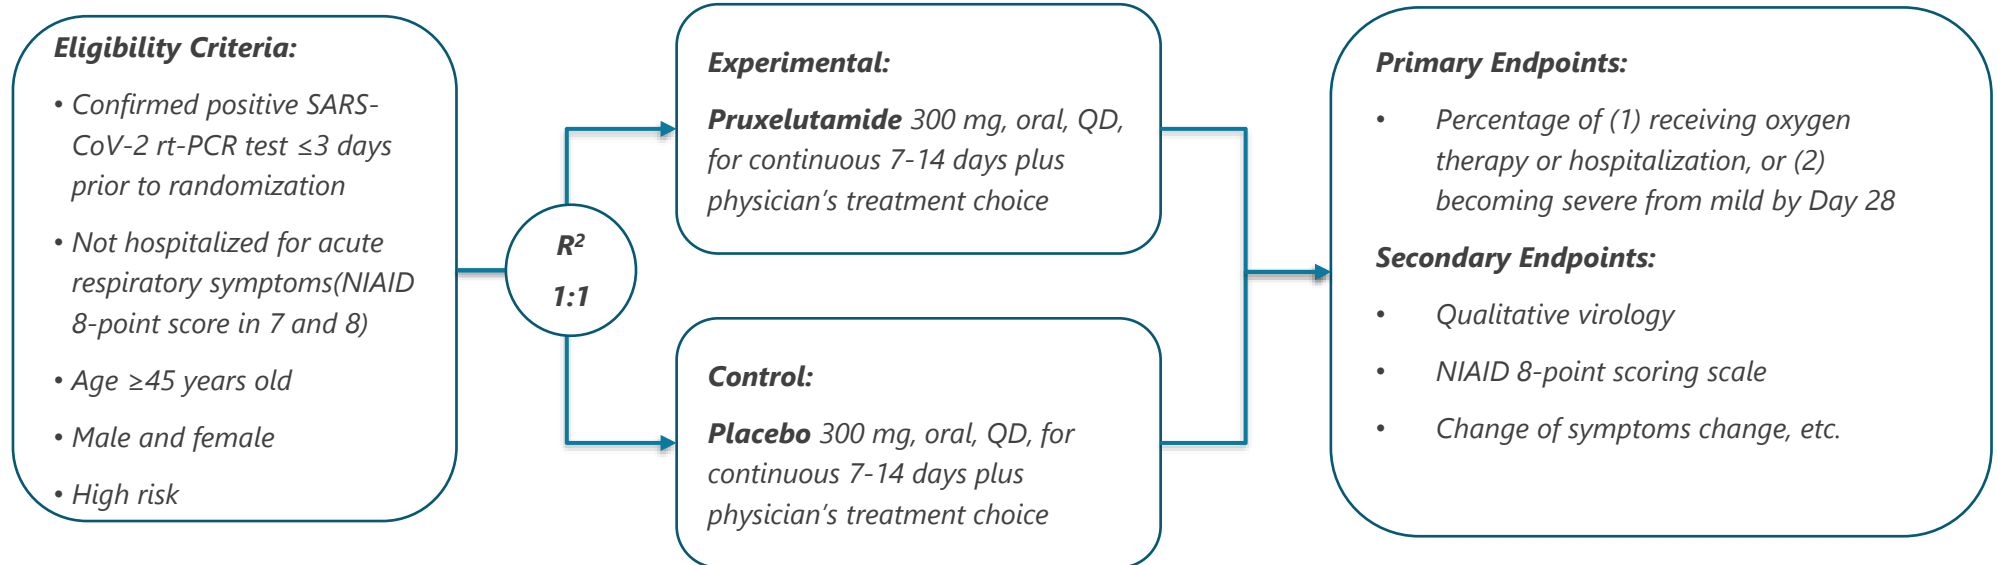 Eligibility Criteria:
• Confirmed positive SARS-
CoV-2 rt-PCR test ≤3 days
prior to randomization
• Not hospitalized for acute
respiratory symptoms(NIAID
8-point score in 7 and 8)
• Age ≥45 years old
• Male and female
• High risk
R²
1:1
Experimental:
Pruxelutamide 300 mg, oral, QD,
for continuous 7-14 days plus
physician’s treatment choice
Control:
Placebo 300 mg, oral, QD, for
continuous 7-14 days plus
physician’s treatment choice
Primary Endpoints:
• Percentage of (1) receiving oxygen
therapy or hospitalization, or (2)
becoming severe from mild by Day 28
Secondary Endpoints:
• Qualitative virology
• NIAID 8-point scoring scale
• Change of symptoms change, etc.